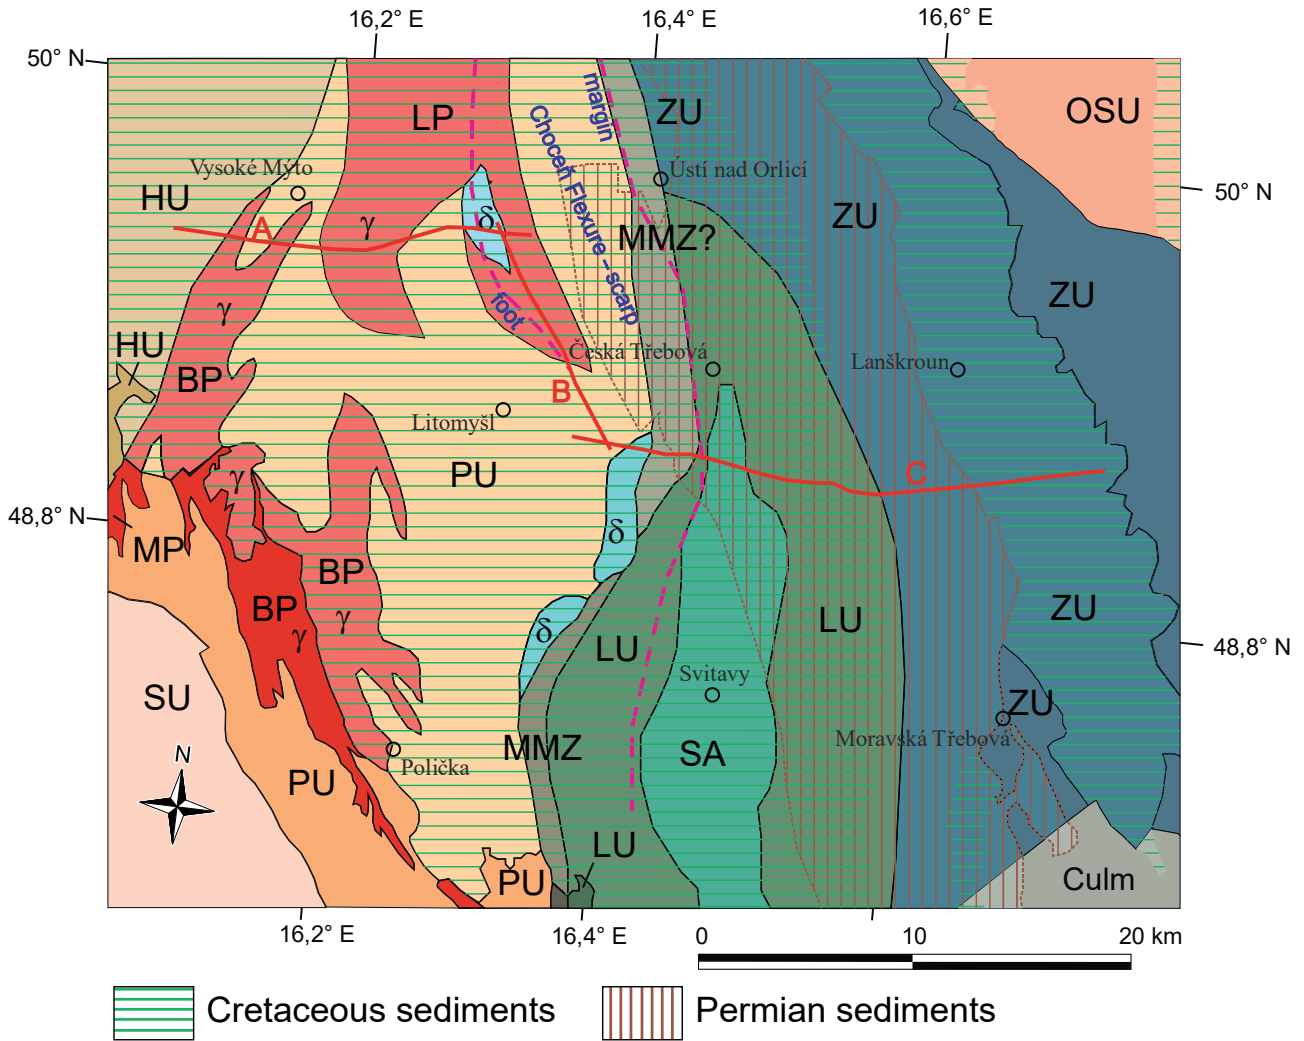 16,2° E
16,4° E
16,6° E
50° N
LP
margin
ZU
OSU
Choceň Flexure – scarp
Vysoké Mýto
Ústí nad Orlicí
50° N
HU
A
γ
δ
MMZ?
ZU
γ
foot
ZU
HU
Česká Třebová
Lanškroun
BP
B
Litomyšl
PU
C
γ
48,8° N
δ
MP
BP
BP
γ
γ
ZU
LU
δ
LU
48,8° N
SU
Svitavy
ZU
Moravská Třebová
N
MMZ
SA
PU
Polička
LU
PU
Culm
16,2° E
16,4° E
0
10
20 km
Cretaceous sediments
Permian sediments